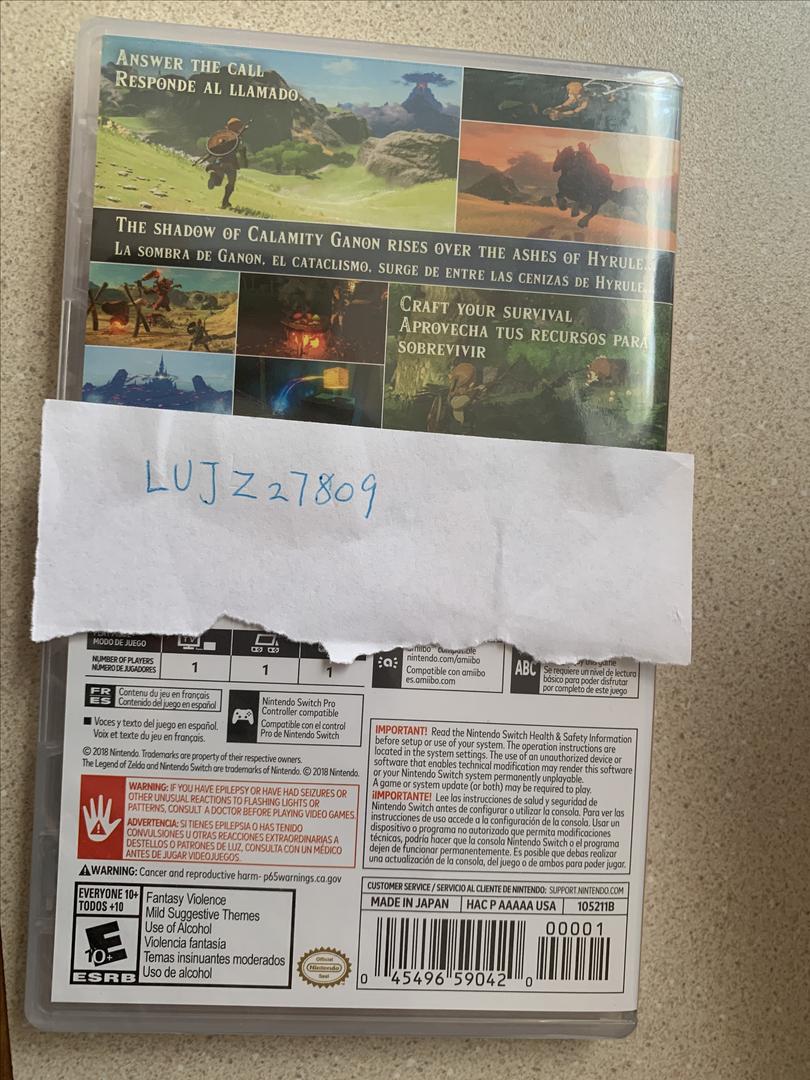 ANSWER THE CALL
RESPONDE AL LLAMADO.
THE SHADOW OF CALAMITY GANON RISES OVER THE ASHES OF HYRULE...
LA SOMBRA DE GANON, EL CATACLISMO, SURGE DE ENTRE LAS CENIZAS DE HYRULE...
CRAFT YOUR SURVIVAL
APROVECHA TUS RECURSOS PARA
SOBREVIVIR
LUJZ27809
MODO DE JUEGO
TV
NUMBER OF PLAYERS
NÚMERO DE JUGADORES
1
1
1
nintendo.com/amiibo
Compatible con amiibo
es.amiibo.com
ABC
Se requiere un nivel de lectura
básico para poder disfrutar
por completo de este juego
FR
ES
Contenu du jeu en français
Contenido del juego en español
■ Voces y texto del juego en español.
Voix et texte du jeu en français.
Nintendo Switch Pro
Controller compatible
Compatible con el control
Pro de Nintendo Switch
© 2018 Nintendo. Trademarks are property of their respective owners.
The Legend of Zelda and Nintendo Switch are trademarks of Nintendo. © 2018 Nintendo.
WARNING: IF YOU HAVE EPILEPSY OR HAVE HAD SEIZURES OR
OTHER UNUSUAL REACTIONS TO FLASHING LIGHTS OR
PATTERNS, CONSULT A DOCTOR BEFORE PLAYING VIDEO GAMES.
ADVERTENCIA: SI TIENES EPILEPSIA O HAS TENIDO
CONVULSIONES U OTRAS REACCIONES EXTRAORDINARIAS A
DESTELLOS O PATRONES DE LUZ, CONSULTA CON UN MÉDICO
ANTES DE JUGAR VIDEOJUEGOS.
IMPORTANT! Read the Nintendo Switch Health & Safety Information
before setup or use of your system. The operation instructions are
located in the system settings. The use of an unauthorized device or
software that enables technical modification may render this software
or your Nintendo Switch system permanently unplayable.
A game or system update (or both) may be required to play.
¡IMPORTANTE! Lee las instrucciones de salud y seguridad de
Nintendo Switch antes de configurar o utilizar la consola. Para ver las
instrucciones de uso accede a la configuración de la consola. Usar un
dispositivo o programa no autorizado que permita modificaciones
técnicas, podría hacer que la consola Nintendo Switch o el programa
dejen de funcionar permanentemente. Es posible que debas realizar
una actualización de la consola, del juego o de ambos para poder jugar.
WARNING: Cancer and reproductive harm- p65warnings.ca.gov
EVERYONE 10+
TODOS +10
E
10+
ESRB
Fantasy Violence
Mild Suggestive Themes
Use of Alcohol
Violencia fantasía
Temas insinuantes moderados
Uso de alcohol
Official
Nintendo
Seal
CUSTOMER SERVICE / SERVICIO AL CLIENTE DE NINTENDO: SUPPORT.NINTENDO.COM
MADE IN JAPAN
HAC P AAAAA USA
105211B
00001
0 45496 59042 0